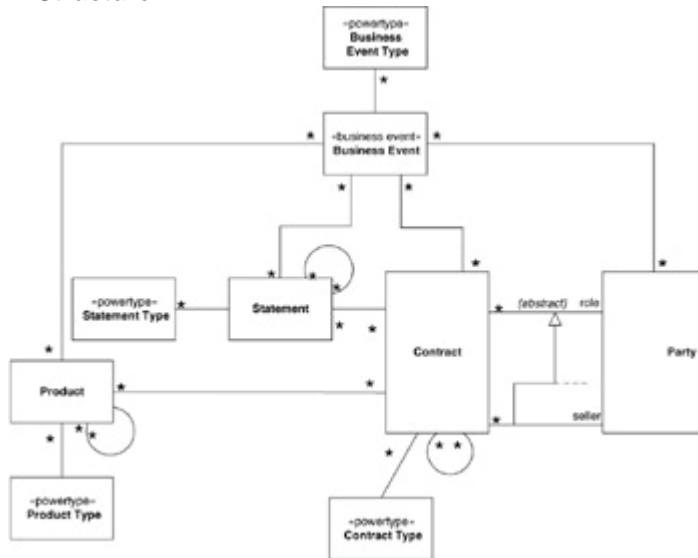 Structure
«powertype»
Business
Event Type
*
*
«business event»
*
Business Event
*
*
*
*
*
*
*
«powertype»
Statement Type
*
Statement
*
*
*
*
*
(abstract)
role
Contract
Party
*
Product
*
*
*
*
*
*
seller
*
*
*
«powertype»
Product Type
«powertype»
Contract Type